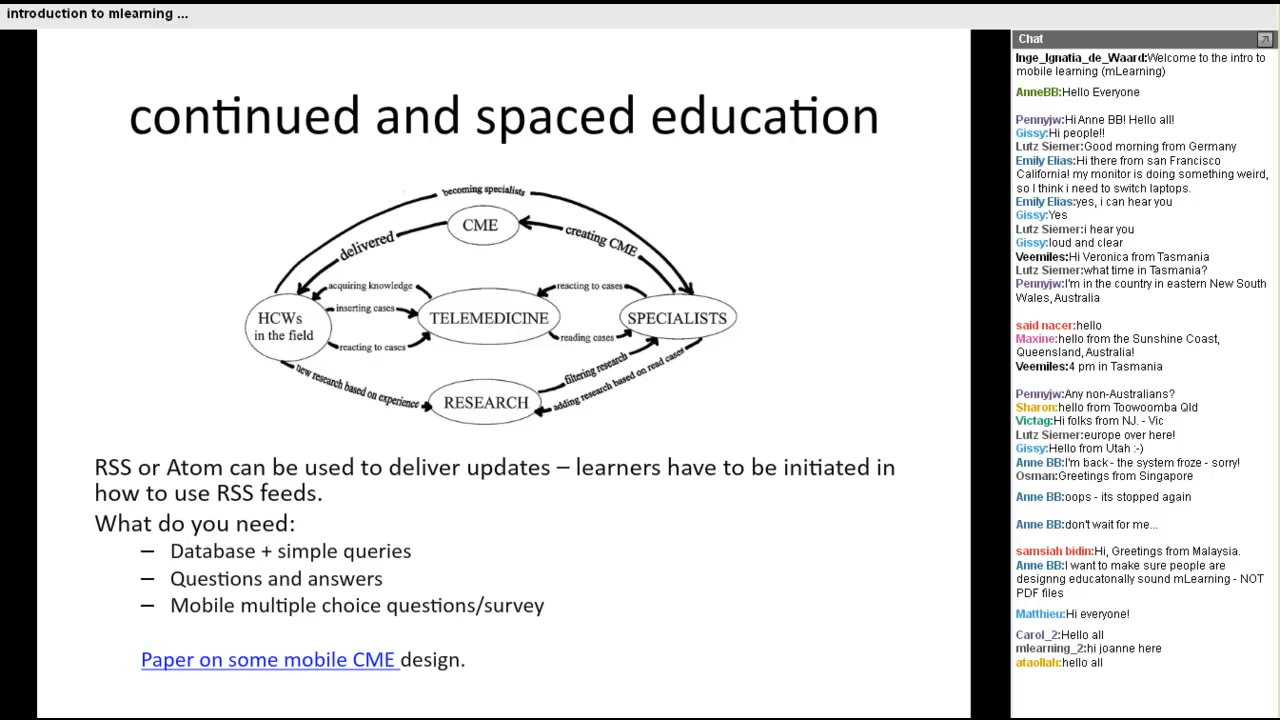 introduction to mlearning ...
continued and spaced education
becoming specialists
CME
delivered
creating CME
acquiring knowledge
reacting to cases
inserting cases
HCWs
in the field
TELEMEDICINE
SPECIALISTS
reacting to cases
reading cases
new research based on experience
filtering research
adding research based on read cases
RESEARCH
RSS or Atom can be used to deliver updates – learners have to be initiated in
how to use RSS feeds.
What do you need:
– Database + simple queries
– Questions and answers
– Mobile multiple choice questions/survey
Paper on some mobile CME design.
Chat
Inge_Ignatia_de_Waard:Welcome to the intro to
mobile learning (mLearning)
AnneBB:Hello Everyone
Pennyjw:Hi Anne BB! Hello all!
Gissy:Hi people!!
Lutz Siemer:Good morning from Germany
Emily Elias:Hi there from san Francisco
California! my monitor is doing something weird,
so I think i need to switch laptops.
Emily Elias:yes, i can hear you
Gissy:Yes
Lutz Siemer:i hear you
Gissy:loud and clear
Veemiles:Hi Veronica from Tasmania
Lutz Siemer:what time in Tasmania?
Pennyjw:I'm in the country in eastern New South
Wales, Australia
said nacer:hello
Maxine:hello from the Sunshine Coast,
Queensland, Australia!
Veemiles:4 pm in Tasmania
Pennyjw:Any non-Australians?
Sharon:hello from Toowoomba Qld
Victag:Hi folks from NJ. - Vic
Lutz Siemer:europe over here!
Gissy:Hello from Utah :-)
Anne BB:I'm back - the system froze - sorry!
Osman:Greetings from Singapore
Anne BB:oops - its stopped again
Anne BB:don't wait for me...
samsiah bidin:Hi, Greetings from Malaysia.
Anne BB:I want to make sure people are
designng educatonally sound mLearning - NOT
PDF files
Matthieu:Hi everyone!
Carol_2:Hello all
mlearning_2:hi joanne here
ataollah:hello all